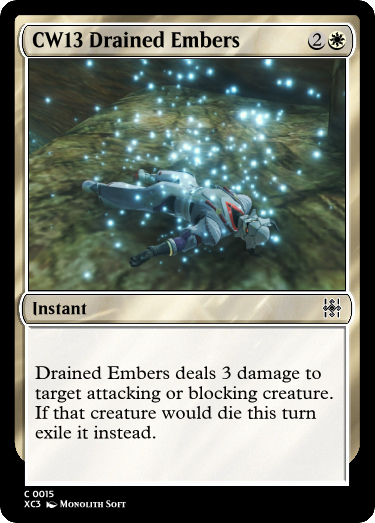 CW13 Drained Embers 2
Instant
Drained Embers deals 3 damage to
target attacking or blocking creature.
If that creature would die this turn
exile it instead.
C 0015
XC3 Monolith Soft